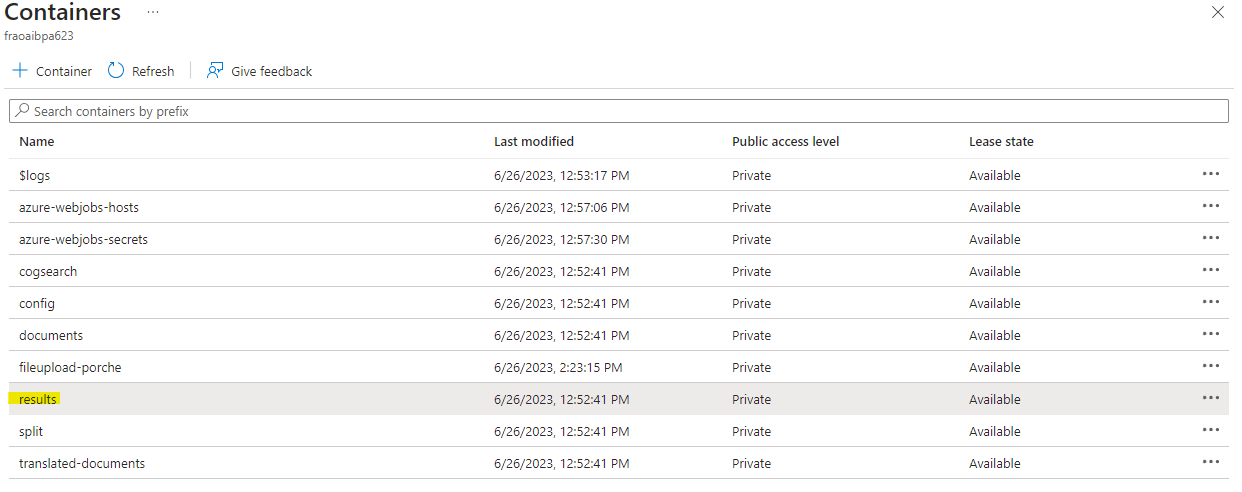 Containers ...
fraoaibpa623
Container Refresh Give feedback
Search containers by prefix
Name Last modified Public access level Lease state
$logs 6/26/2023, 12:53:17 PM Private Available
azure-webjobs-hosts 6/26/2023, 12:57:06 PM Private Available
azure-webjobs-secrets 6/26/2023, 12:57:30 PM Private Available
cogsearch 6/26/2023, 12:52:41 PM Private Available
config 6/26/2023, 12:52:41 PM Private Available
documents 6/26/2023, 12:52:41 PM Private Available
fileupload-porche 6/26/2023, 2:23:15 PM Private Available
results 6/26/2023, 12:52:41 PM Private Available
split 6/26/2023, 12:52:41 PM Private Available
translated-documents 6/26/2023, 12:52:41 PM Private Available